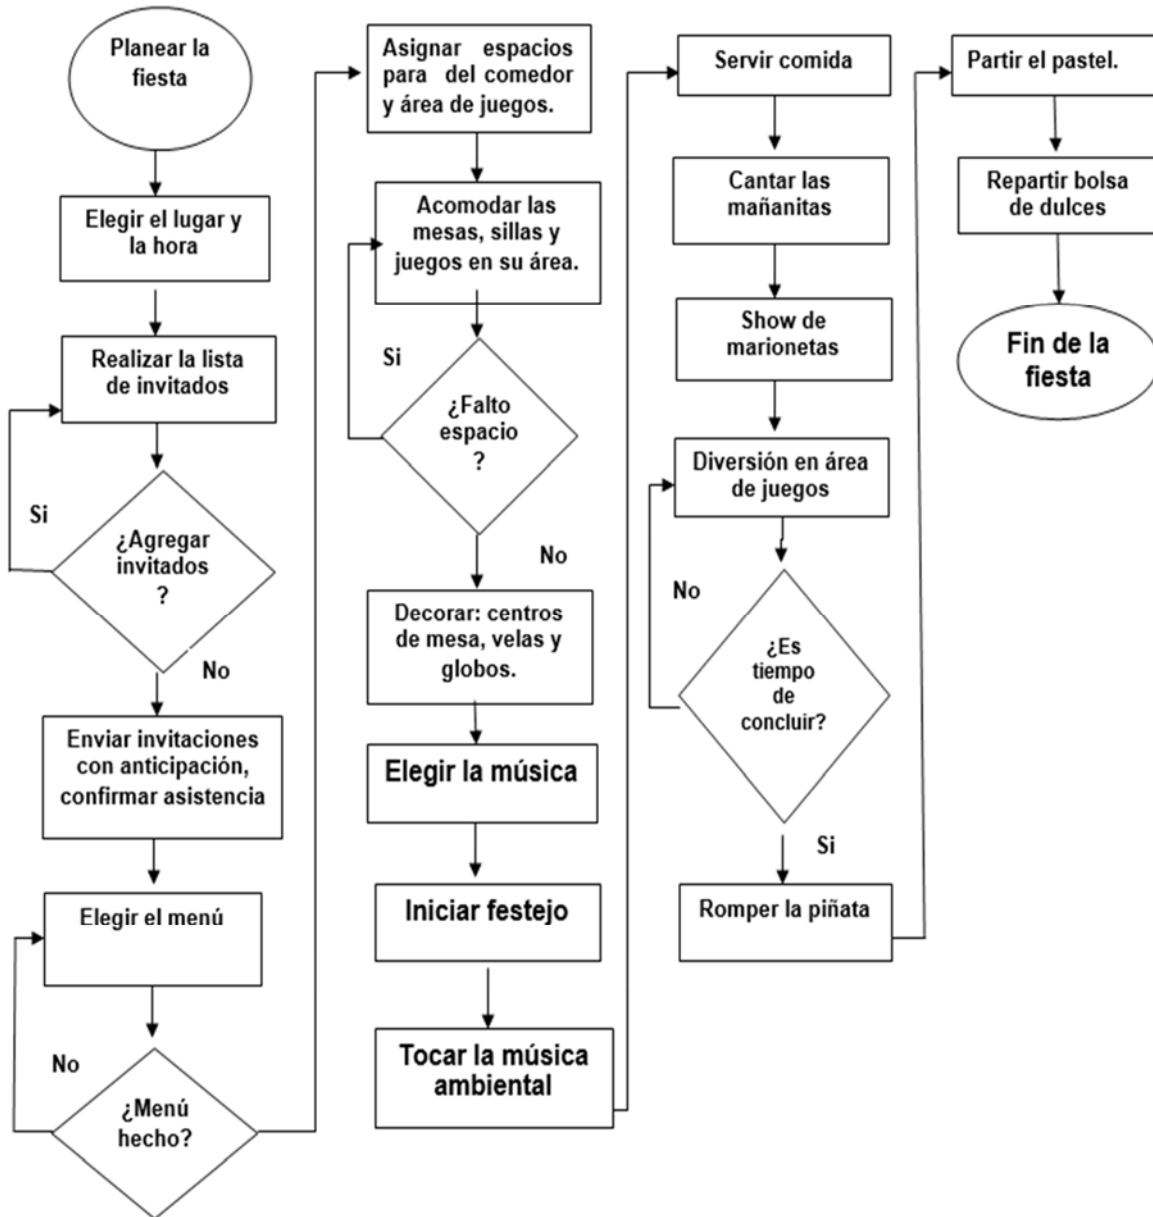 Planear la
fiesta
Elegir el lugar y
la hora
Realizar la lista
de invitados
Si
¿Agregar
invitados
?
No
Enviar invitaciones
con anticipación,
confirmar asistencia
Elegir el menú
No
¿Menú
hecho?
Asignar espacios
para del comedor
y área de juegos.
Acomodar las
mesas, sillas y
juegos en su área.
Si
¿Falto
espacio
?
No
Decorar: centros
de mesa, velas y
globos.
Elegir la música
Iniciar festejo
Tocar la música
ambiental
Servir comida
Cantar las
mañanitas
Show de
marionetas
Diversión en área
de juegos
No
¿Es
tiempo
de
concluir?
Si
Romper la piñata
Partir el pastel.
Repartir bolsa
de dulces
Fin de la
fiesta